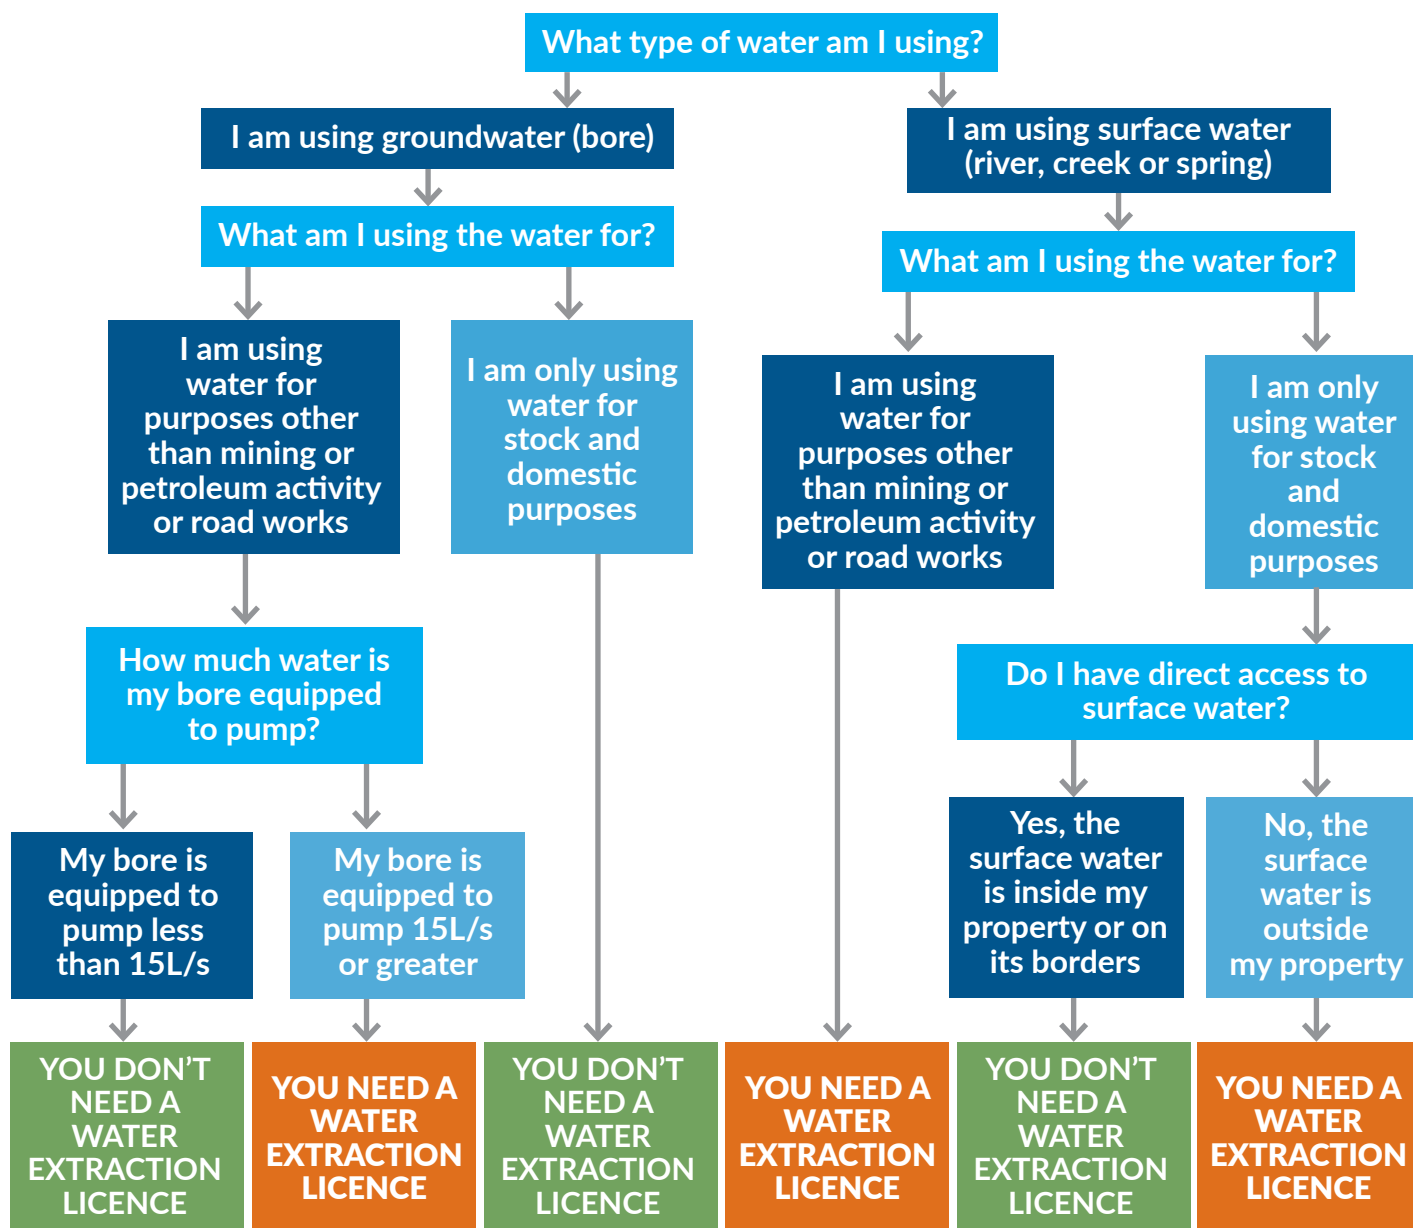 What type of water am I using?
I am using groundwater (bore)
I am using surface water
(river, creek or spring)
What am I using the water for?
What am I using the water for?
I am using
water for
purposes other
than mining or
petroleum activity
or road works
I am only using
water for
stock and
domestic
purposes
I am using
water for
purposes other
than mining or
petroleum activity
or road works
I am only
using water
for stock
and
domestic
purposes
How much water is
my bore equipped
to pump?
Do I have direct access to
surface water?
My bore is
equipped to
pump less
than 15L/s
My bore is
equipped to
pump 15L/s
or greater
Yes, the
surface water
is inside my
property or on
its borders
No, the
surface
water is
outside
my property
YOU DON'T
NEED A
WATER
EXTRACTION
LICENCE
YOU NEED A
WATER
EXTRACTION
LICENCE
YOU DON'T
NEED A
WATER
EXTRACTION
LICENCE
YOU NEED A
WATER
EXTRACTION
LICENCE
YOU DON'T
NEED A
WATER
EXTRACTION
LICENCE
YOU NEED A
WATER
EXTRACTION
LICENCE